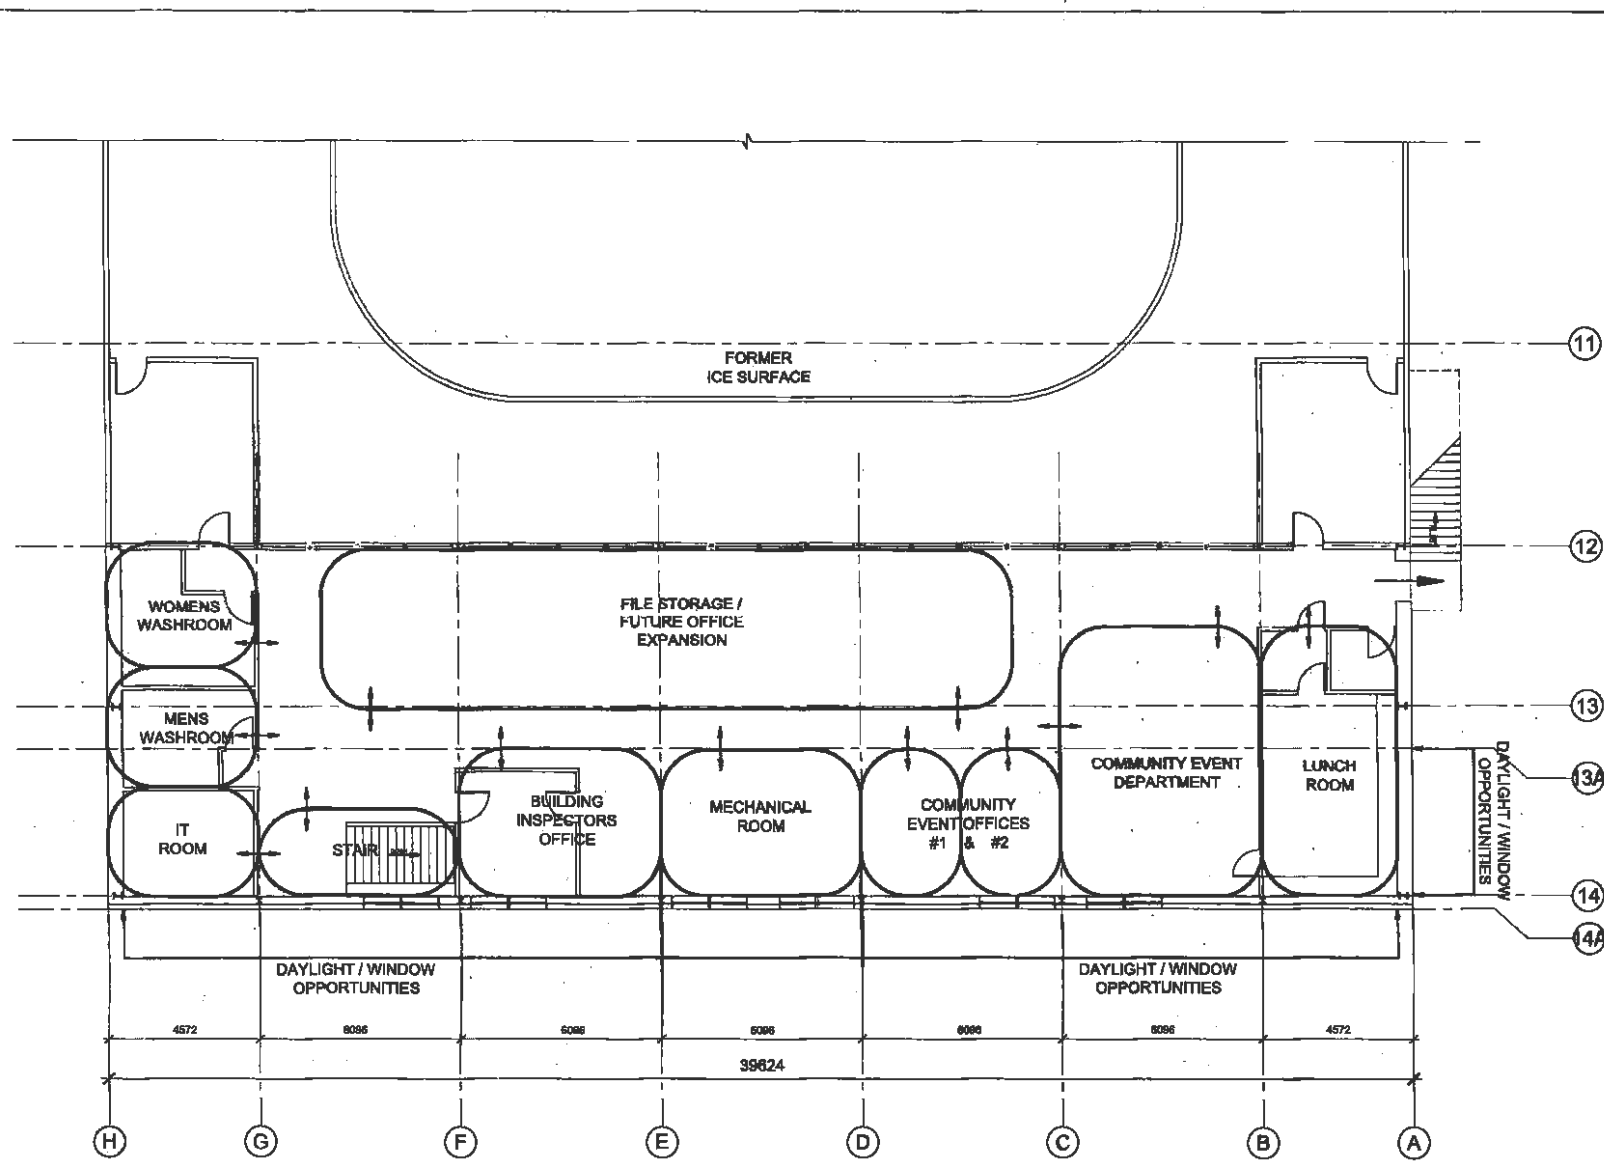 FORMER
ICE SURFACE
11
12
WOMENS
WASHROOM
FILE STORAGE /
FUTURE OFFICE
EXPANSION
13
MENS
WASHROOM
COMMUNITY EVENT
DEPARTMENT
LUNCH
ROOM
DAYLIGHT / WINDOW
OPPORTUNITIES
13A
BUILDING
INSPECTORS
OFFICE
MECHANICAL
ROOM
COMMUNITY
EVENT OFFICES
#1 & #2
IT
ROOM
STAIR
14
14A
DAYLIGHT / WINDOW
OPPORTUNITIES
DAYLIGHT / WINDOW
OPPORTUNITIES
4572 6096 6096 6096 6096 6096 4572
39624
H G F E D C B A